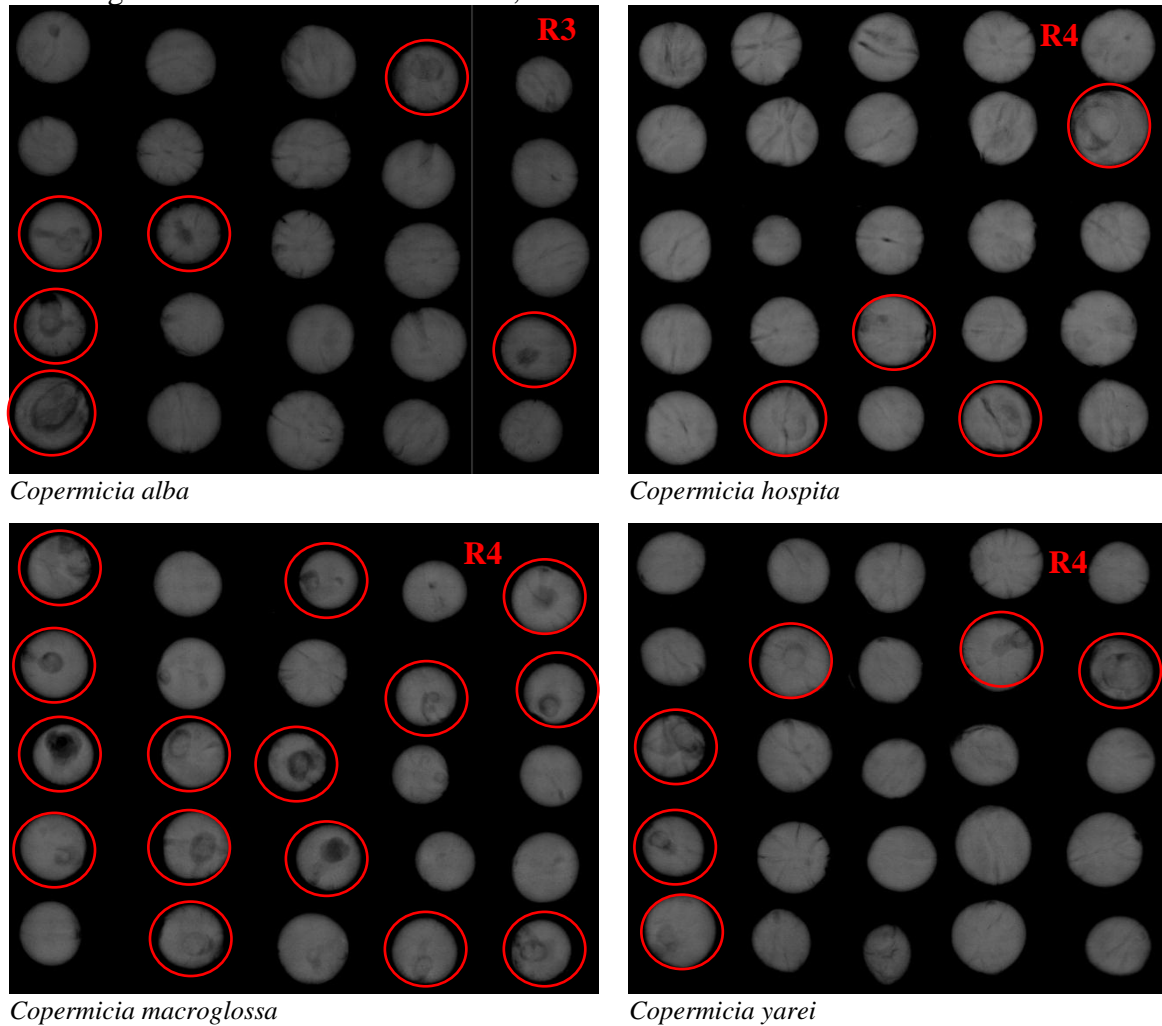 R3
R4
Copermicia alba
Copermicia hospita
R4
R4
Copermicia macroglossa
Copermicia yarei